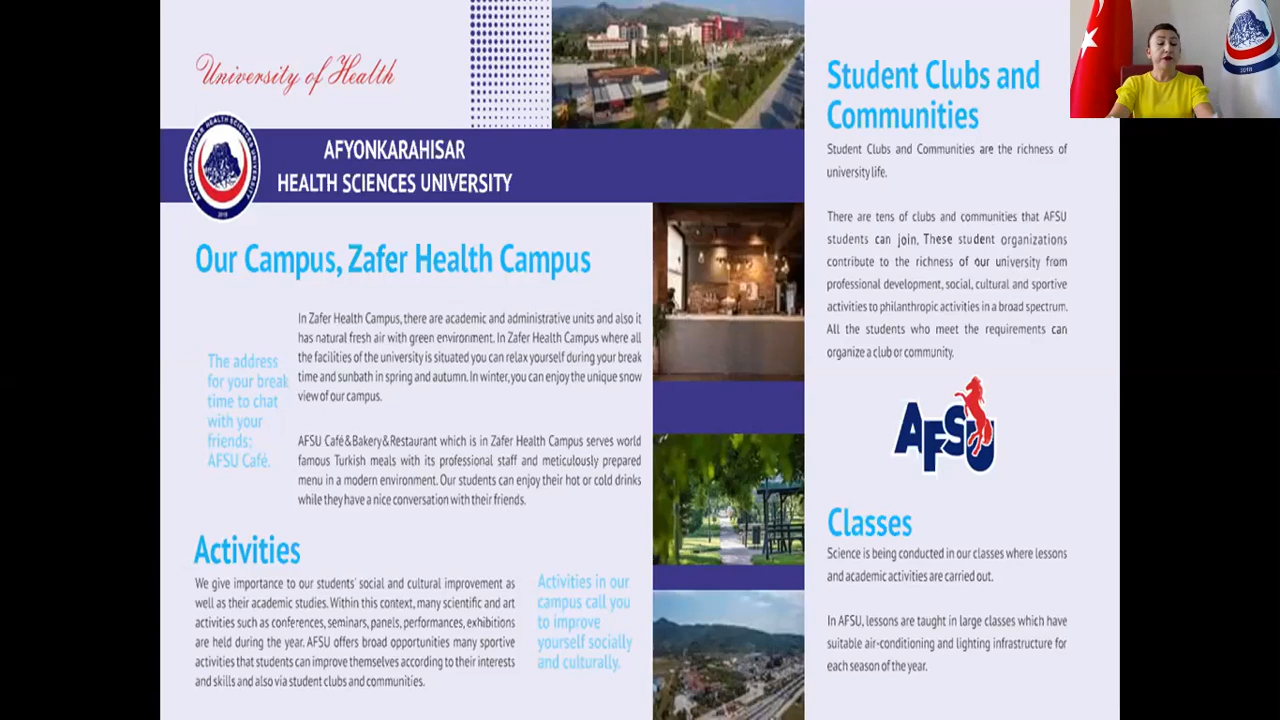 University of Health
AFYONKARAHISAR HEALTH SCIENCES UNIVERSITY
2018
AFYONKARAHISAR
HEALTH SCIENCES UNIVERSITY
Our Campus, Zafer Health Campus
In Zafer Health Campus, there are academic and administrative units and also it
has natural fresh air with green environment. In Zafer Health Campus where all
the facilities of the university is situated you can relax yourself during your break
time and sunbath in spring and autumn. In winter, you can enjoy the unique snow
view of our campus.
The address
for your break
time to chat
with your
friends;
AFSU Café.
AFSU Café&Bakery&Restaurant which is in Zafer Health Campus serves world
famous Turkish meals with its professional staff and meticulously prepared
menu in a modern environment. Our students can enjoy their hot or cold drinks
while they have a nice conversation with their friends.
Activities
We give importance to our students' social and cultural improvement as
well as their academic studies. Within this context, many scientific and art
activities such as conferences, seminars, panels, performances, exhibitions
are held during the year. AFSU offers broad opportunities many sportive
activities that students can improve themselves according to their interests
and skills and also via student clubs and communities.
Activities in our
campus call you
to improve
yourself socially
and culturally.
Student Clubs and
Communities
Student Clubs and Communities are the richness of
university life.
There are tens of clubs and communities that AFSU
students can join. These student organizations
contribute to the richness of our university from
professional development, social, cultural and sportive
activities to philanthropic activities in a broad spectrum.
All the students who meet the requirements can
organize a club or community.
AFSU
Classes
Science is being conducted in our classes where lessons
and academic activities are carried out.
In AFSU, lessons are taught in large classes which have
suitable air-conditioning and lighting infrastructure for
each season of the year.
2018